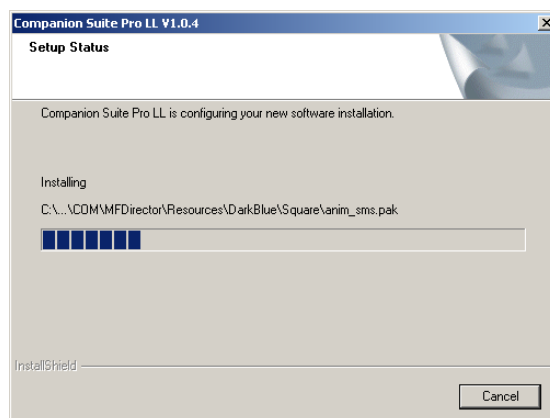 Companion Suite Pro LL V1.0.4
Setup Status
Companion Suite Pro LL is configuring your new software installation.
Installing
C:\...\COM\MFDirector\Resources\DarkBlue\Square\anim_sms.pak
InstallShield
Cancel